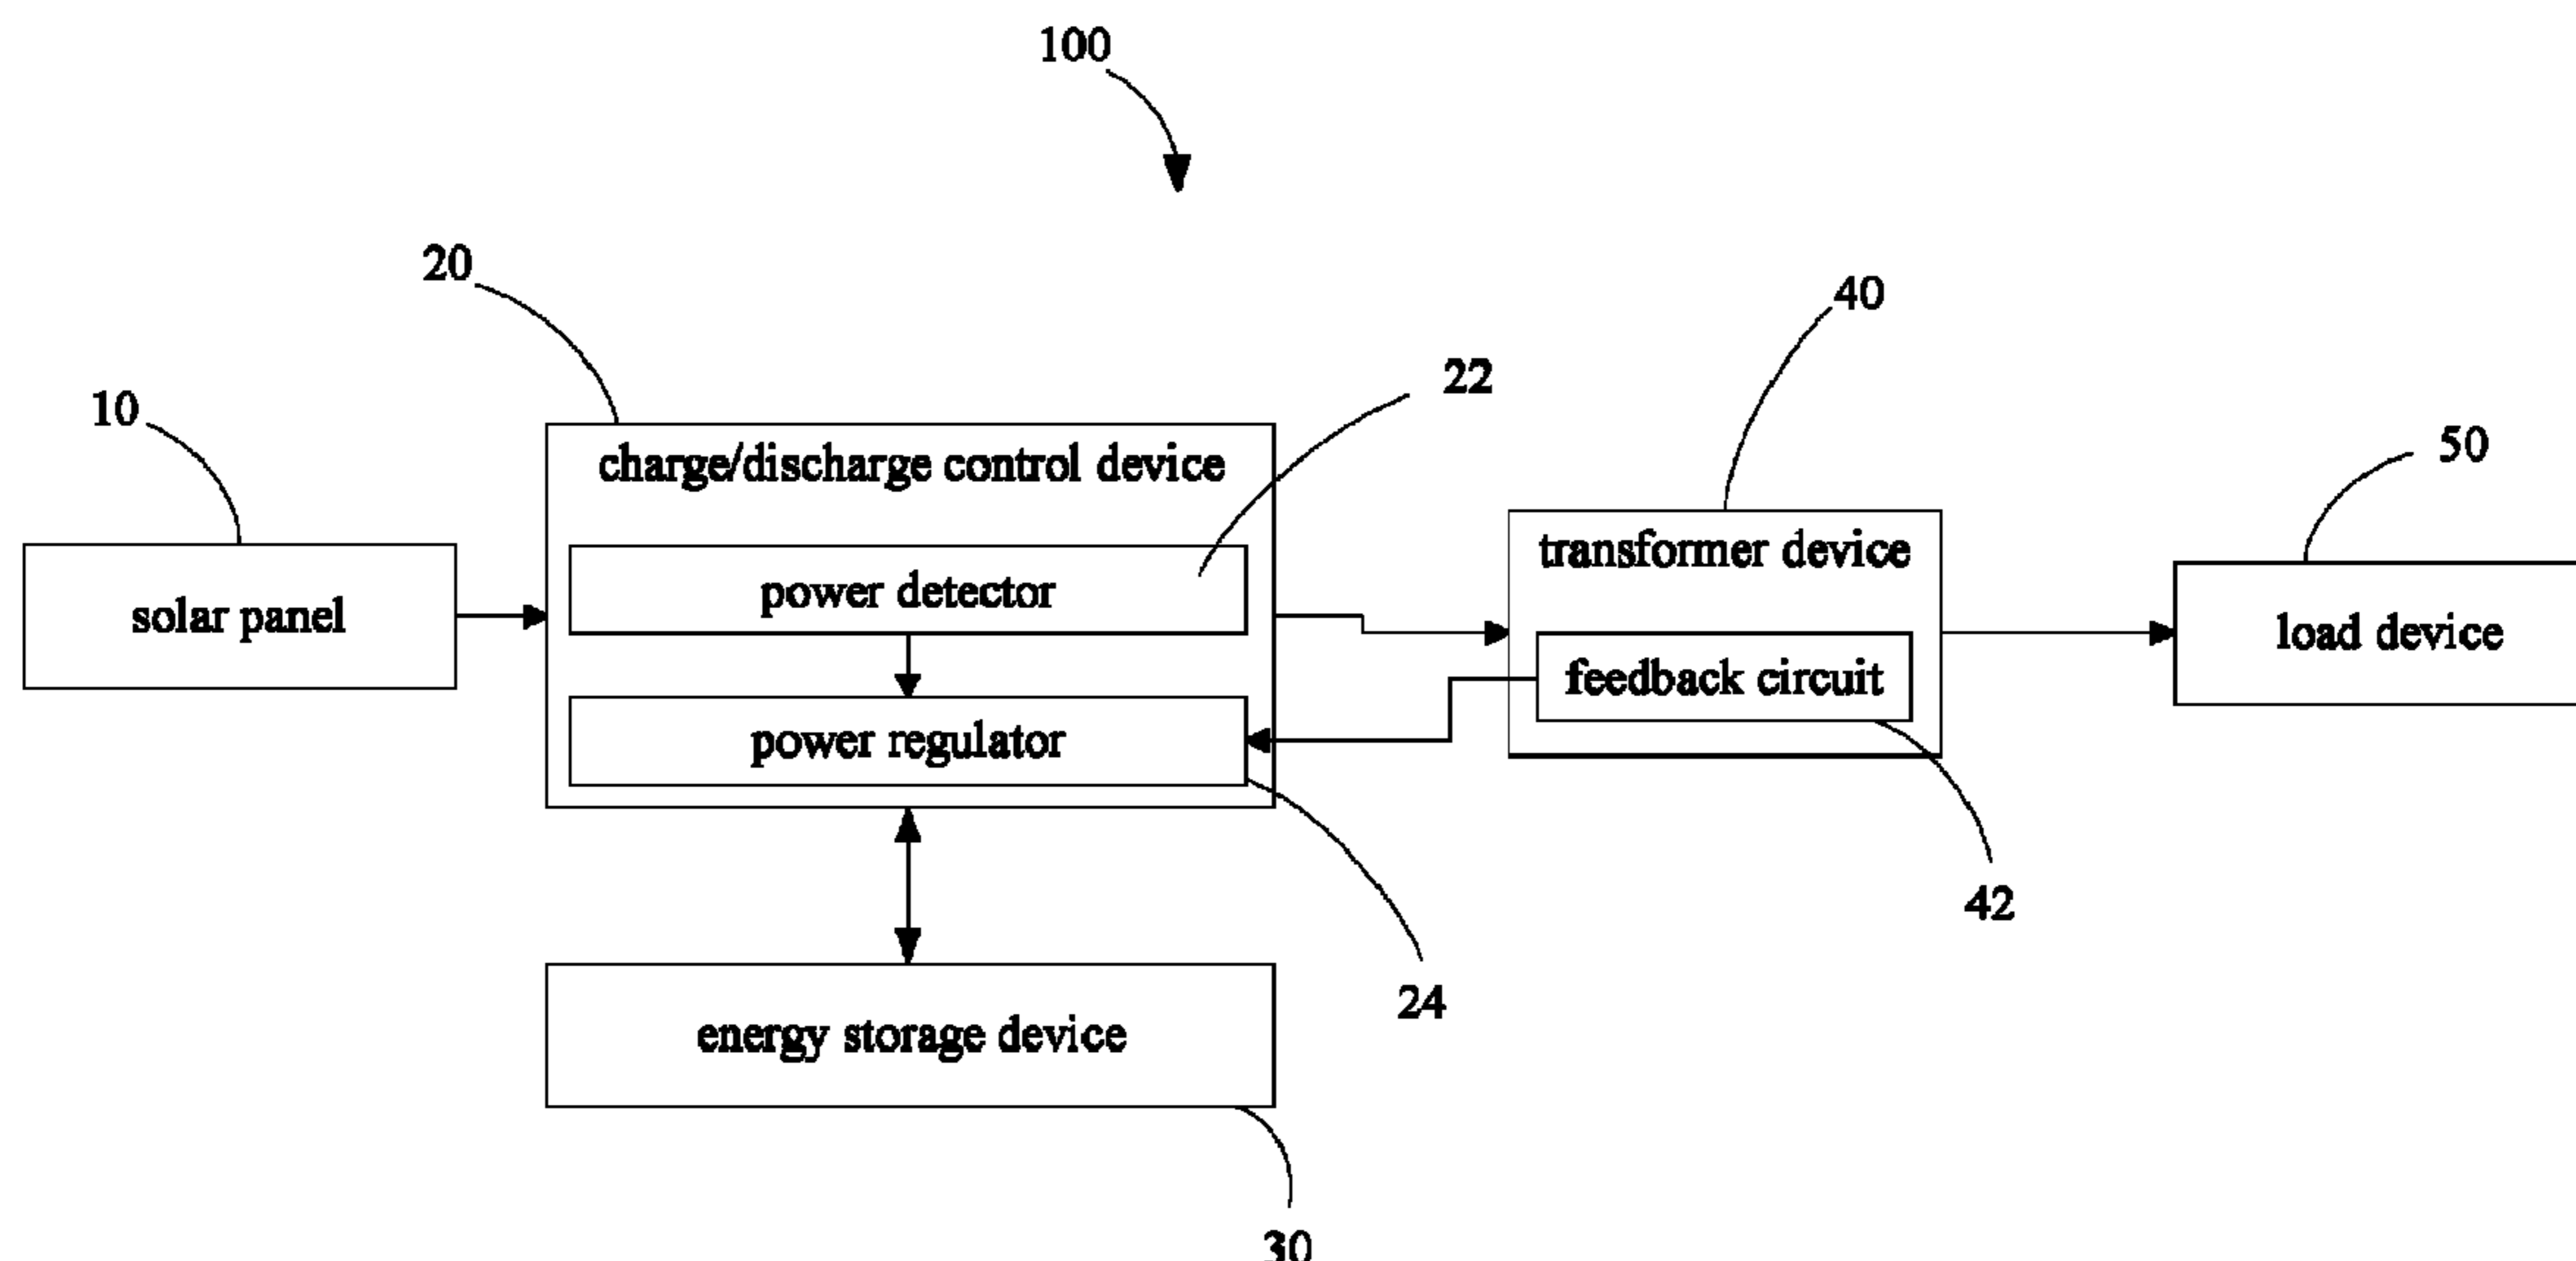 100
20
40
22
10
50
charge/discharge control device
transformer device
power detector
solar panel
load device
feedback circuit
power regulator
42
24
energy storage device
30